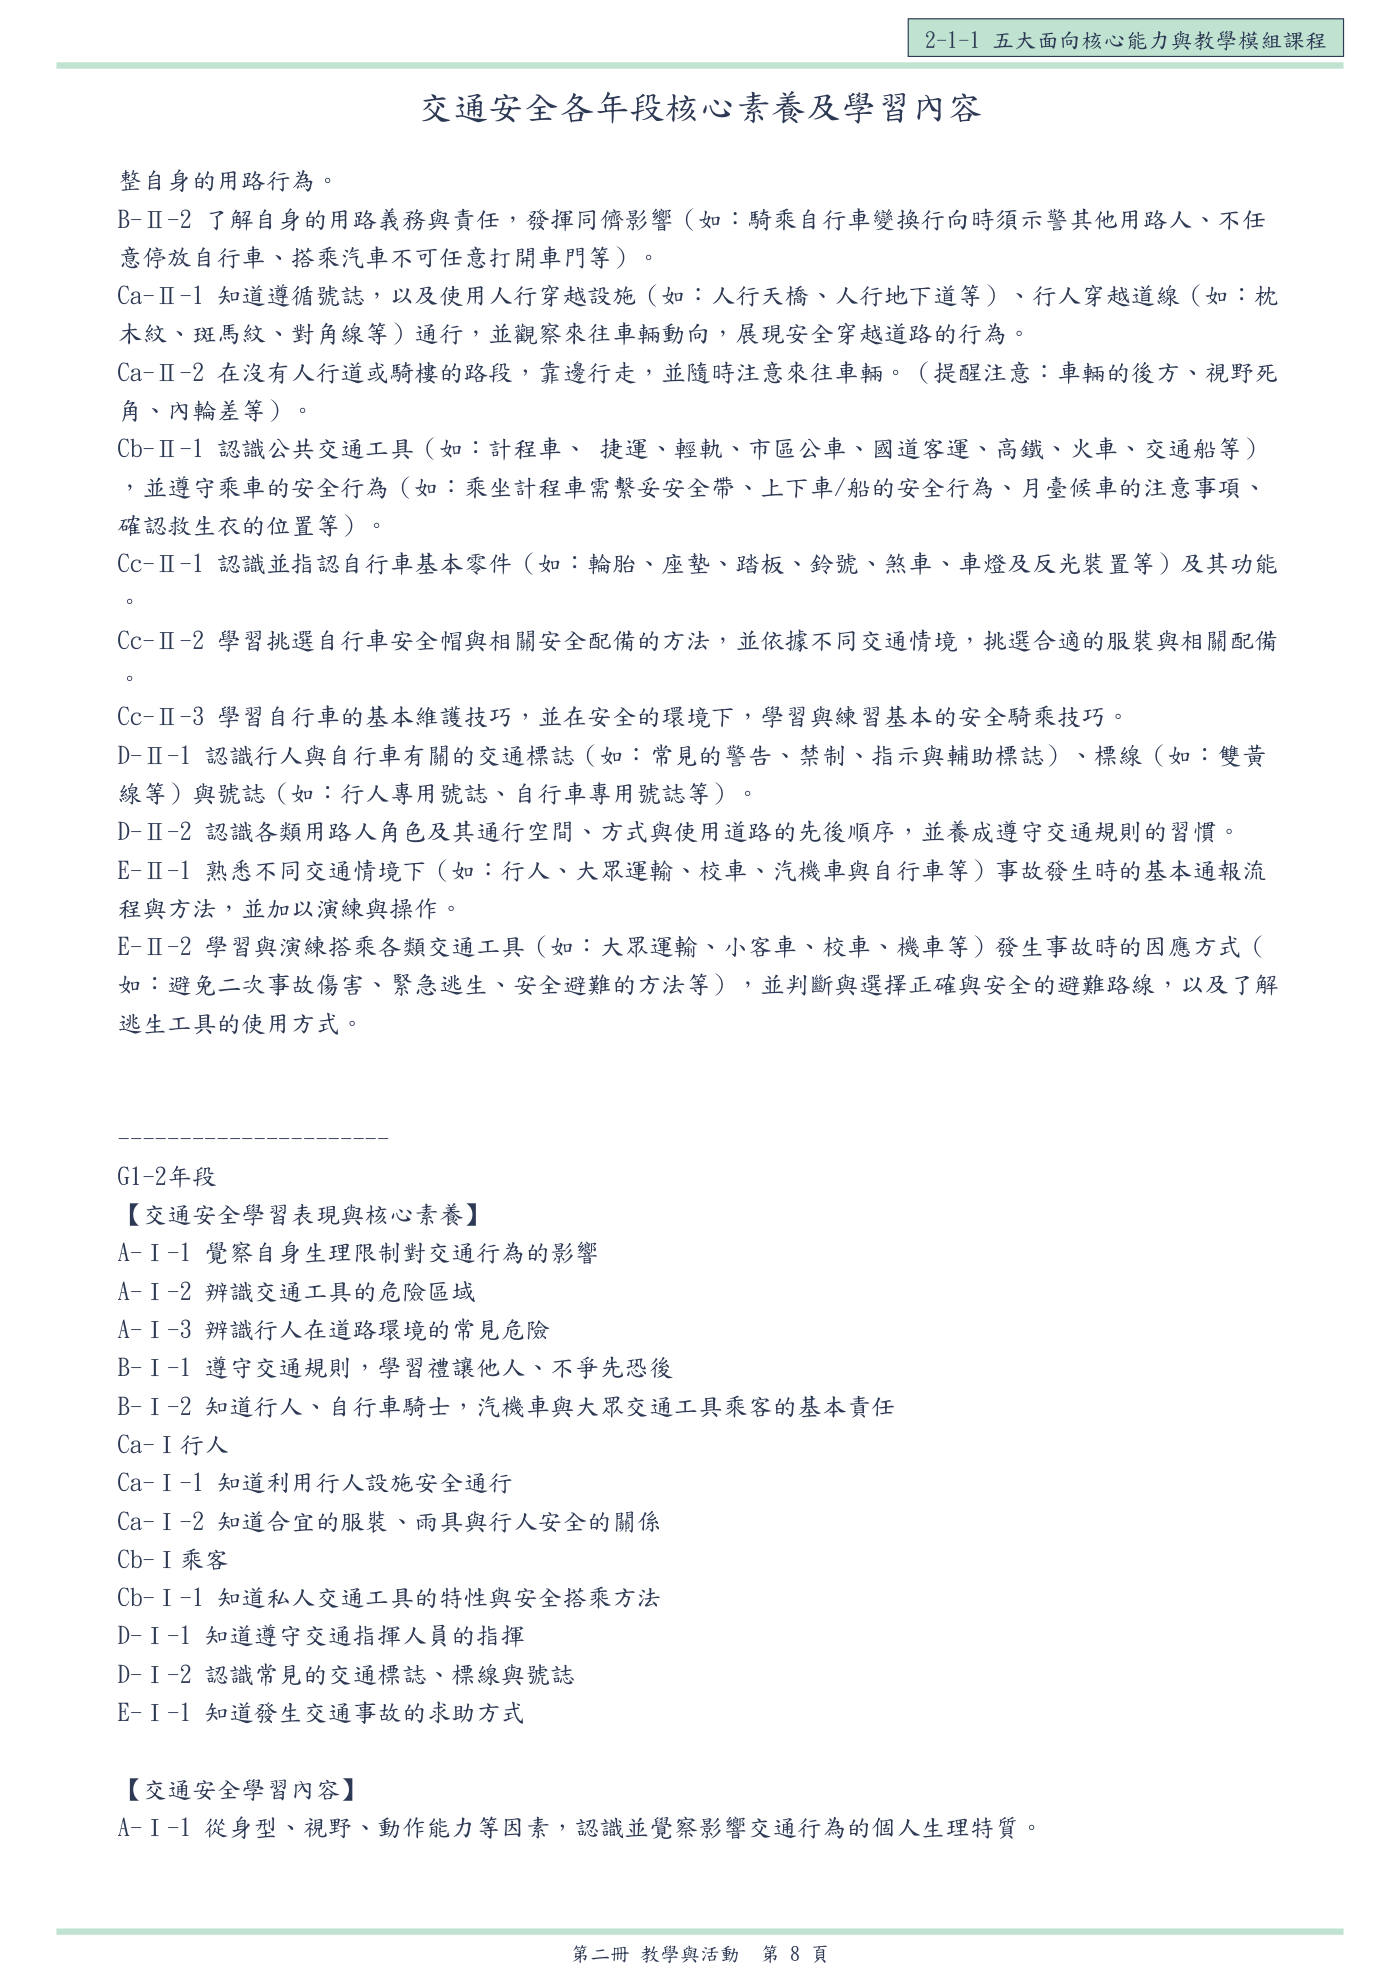 2-1-1 五大面向核心能力與教學模組課程
交通安全各年段核心素養及學習內容
整自身的用路行為。
B-Ⅱ-2 了解自身的用路義務與責任，發揮同儕影響（如：騎乘自行車變換行向時須示警其他用路人、不任
意停放自行車、搭乘汽車不可任意打開車門等）。
Ca-Ⅱ-1 知道遵循號誌，以及使用人行穿越設施（如：人行天橋、人行地下道等）、行人穿越道線（如：枕
木紋、斑馬紋、對角線等）通行，並觀察來往車輛動向，展現安全穿越道路的行為。
Ca-Ⅱ-2 在沒有人行道或騎樓的路段，靠邊行走，並隨時注意來往車輛。（提醒注意：車輛的後方、視野死
角、內輪差等）。
Cb-Ⅱ-1 認識公共交通工具（如：計程車、 捷運、輕軌、市區公車、國道客運、高鐵、火車、交通船等）
，並遵守乘車的安全行為（如：乘坐計程車需繫妥安全帶、上下車/船的安全行為、月臺候車的注意事項、
確認救生衣的位置等）。
Cc-Ⅱ-1 認識並指認自行車基本零件（如：輪胎、座墊、踏板、鈴號、煞車、車燈及反光裝置等）及其功能
。
Cc-Ⅱ-2 學習挑選自行車安全帽與相關安全配備的方法，並依據不同交通情境，挑選合適的服裝與相關配備
。
Cc-Ⅱ-3 學習自行車的基本維護技巧，並在安全的環境下，學習與練習基本的安全騎乘技巧。
D-Ⅱ-1 認識行人與自行車有關的交通標誌（如：常見的警告、禁制、指示與輔助標誌）、標線（如：雙黃
線等）與號誌（如：行人專用號誌、自行車專用號誌等）。
D-Ⅱ-2 認識各類用路人角色及其通行空間、方式與使用道路的先後順序，並養成遵守交通規則的習慣。
E-Ⅱ-1 熟悉不同交通情境下（如：行人、大眾運輸、校車、汽機車與自行車等）事故發生時的基本通報流
程與方法，並加以演練與操作。
E-Ⅱ-2 學習與演練搭乘各類交通工具（如：大眾運輸、小客車、校車、機車等）發生事故時的因應方式（
如：避免二次事故傷害、緊急逃生、安全避難的方法等），並判斷與選擇正確與安全的避難路線，以及了解
逃生工具的使用方式。
----------------------
G1-2年段
【交通安全學習表現與核心素養】
A-Ⅰ-1 覺察自身生理限制對交通行為的影響
A-Ⅰ-2 辨識交通工具的危險區域
A-Ⅰ-3 辨識行人在道路環境的常見危險
B-Ⅰ-1 遵守交通規則，學習禮讓他人、不爭先恐後
B-Ⅰ-2 知道行人、自行車騎士，汽機車與大眾交通工具乘客的基本責任
Ca-Ⅰ行人
Ca-Ⅰ-1 知道利用行人設施安全通行
Ca-Ⅰ-2 知道合宜的服裝、雨具與行人安全的關係
Cb-Ⅰ乘客
Cb-Ⅰ-1 知道私人交通工具的特性與安全搭乘方法
D-Ⅰ-1 知道遵守交通指揮人員的指揮
D-Ⅰ-2 認識常見的交通標誌、標線與號誌
E-Ⅰ-1 知道發生交通事故的求助方式
【交通安全學習內容】
A-Ⅰ-1 從身型、視野、動作能力等因素，認識並覺察影響交通行為的個人生理特質。
第二冊 教學與活動 第 8 頁